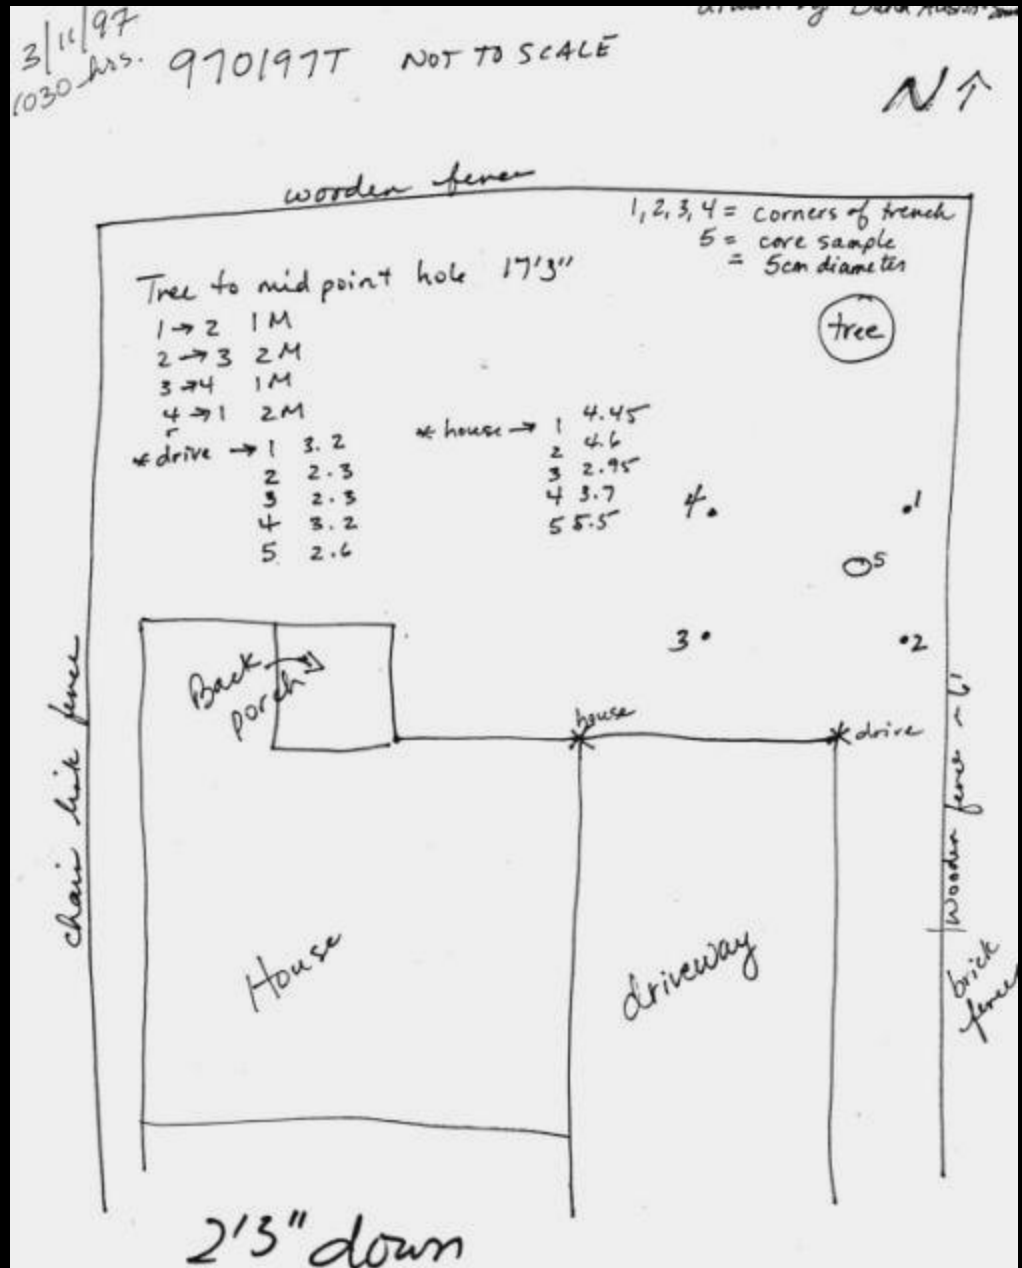 drawn by
3/11/97
1030 hrs.
970197T NOT TO SCALE
N↑
wooden fence
1, 2, 3, 4 = corners of trench
5 = core sample
= 5cm diameter
Tree to mid point hole 17'3"
1→2 1M
2→3 2M
3→4 1M
4→1 2M
tree
*drive → 1 3.2
2 2.3
3 2.3
4 3.2
5 2.6
*house → 1 4.45
2 4.6
3 2.95
4 3.7
5 5.5
4
1
5
3
2
Back
porch
house
drive
chain link fence
Wooden fence ~ 6'
House
driveway
brick
fence
2'3" down